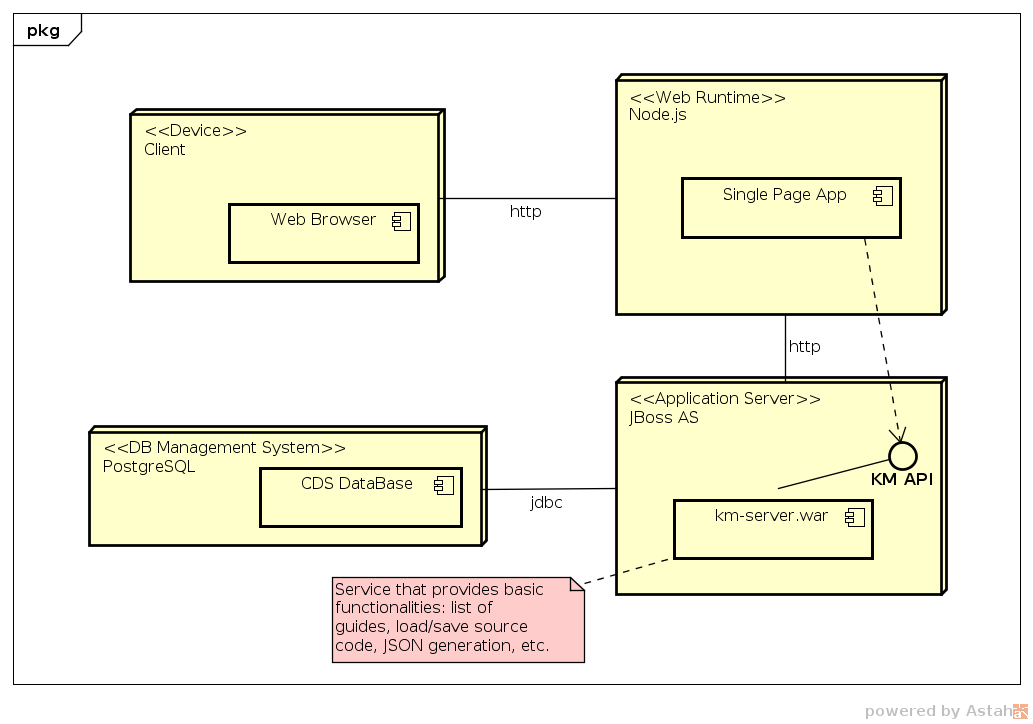 pkg
<<Device>>
Client
Web Browser
http
<<Web Runtime>>
Node.js
Single Page App
http
<<Application Server>>
JBoss AS
KM API
km-server.war
<<DB Management System>>
PostgreSQL
CDS DataBase
jdbc
Service that provides basic
functionalities: list of
guides, load/save source
code, JSON generation, etc.
powered by Astah